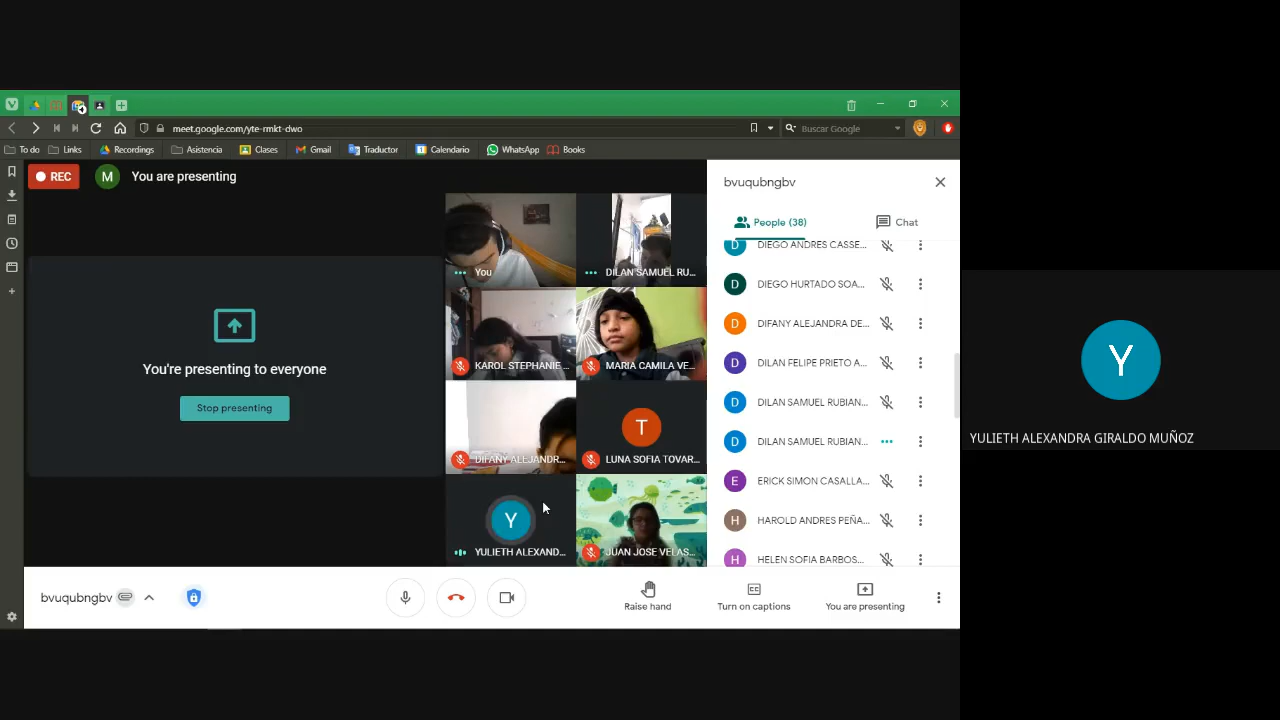 meet.google.com/yte-rmkt-dwo
Buscar Google
To do
Links
Recordings
Asistencia
Clases
Gmail
Traductor
Calendario
WhatsApp
Books
REC
M
You are presenting
You're presenting to everyone
Stop presenting
You
DILAN SAMUEL RU...
KAROL STEPHANIE ...
MARIA CAMILA VE...
DIFANY ALEJANDR...
T
LUNA SOFIA TOVAR...
Y
YULIETH ALEXAND...
JUAN JOSE VELAS...
bvuqubngbv
People (38)
Chat
D
DIEGO ANDRES CASSE...
D
DIEGO HURTADO SOA...
D
DIFANY ALEJANDRA DE...
D
DILAN FELIPE PRIETO A...
D
DILAN SAMUEL RUBIAN...
D
DILAN SAMUEL RUBIAN...
E
ERICK SIMON CASALLA...
H
HAROLD ANDRES PEÑA...
H
HELEN SOFIA BARBOS...
bvuqubngbv
Raise hand
Turn on captions
You are presenting
Y
YULIETH ALEXANDRA GIRALDO MUÑOZ